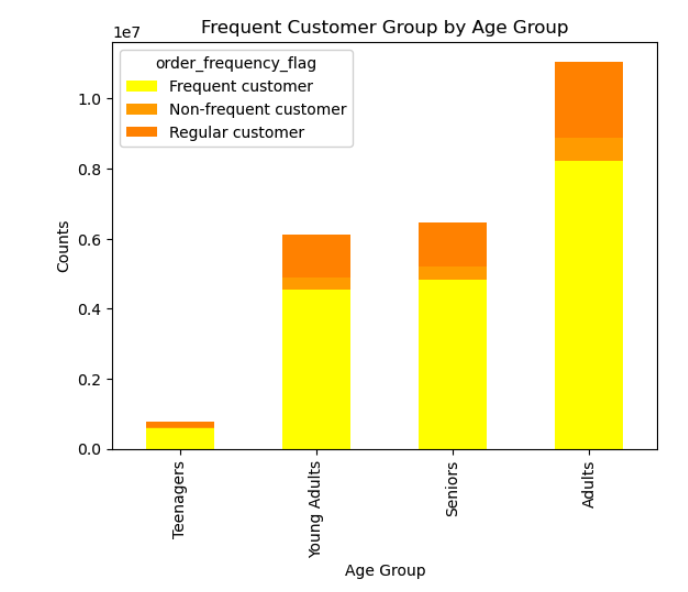 Frequent Customer Group by Age Group
1e7
order_frequency_flag
Frequent customer
Non-frequent customer
Regular customer
1.0
0.8
0.6
0.4
0.2
0.0
Counts
Teenagers
Young Adults
Seniors
Adults
Age Group